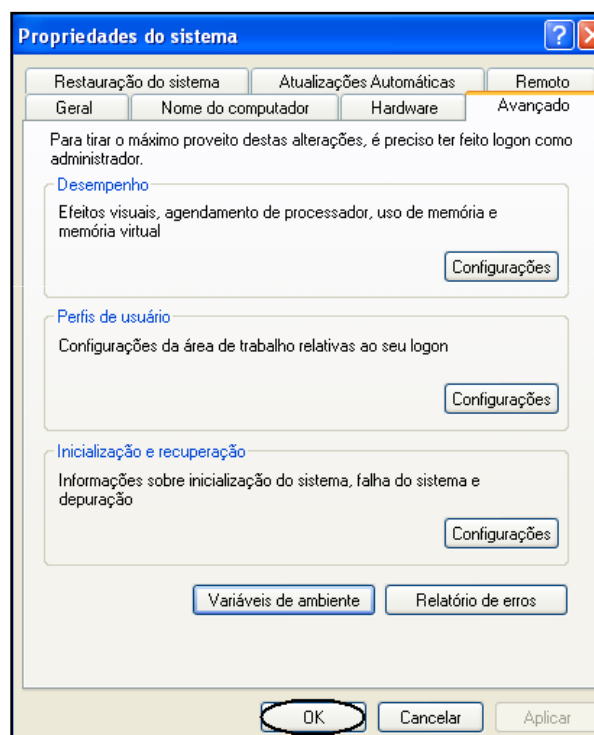 Propriedades do sistema
?
Restauração do sistema Atualizações Automáticas Remoto
Geral Nome do computador Hardware Avançado
Para tirar o máximo proveito destas alterações, é preciso ter feito logon como
administrador.
Desempenho
Efeitos visuais, agendamento de processador, uso de memória e
memória virtual
Configurações
Perfis de usuário
Configurações da área de trabalho relativas ao seu logon
Configurações
Inicialização e recuperação
Informações sobre inicialização do sistema, falha do sistema e
depuração
Configurações
Variáveis de ambiente Relatório de erros
OK Cancelar Aplicar